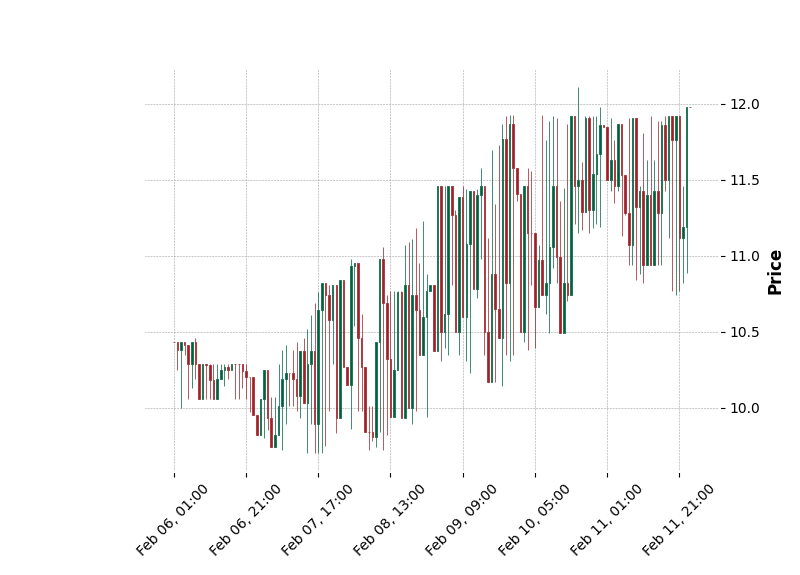 12.0
11.5
11.0
10.5
10.0
Price
Feb 06, 01:00
Feb 06, 21:00
Feb 07, 17:00
Feb 08, 13:00
Feb 09, 09:00
Feb 10, 05:00
Feb 11, 01:00
Feb 11, 21:00